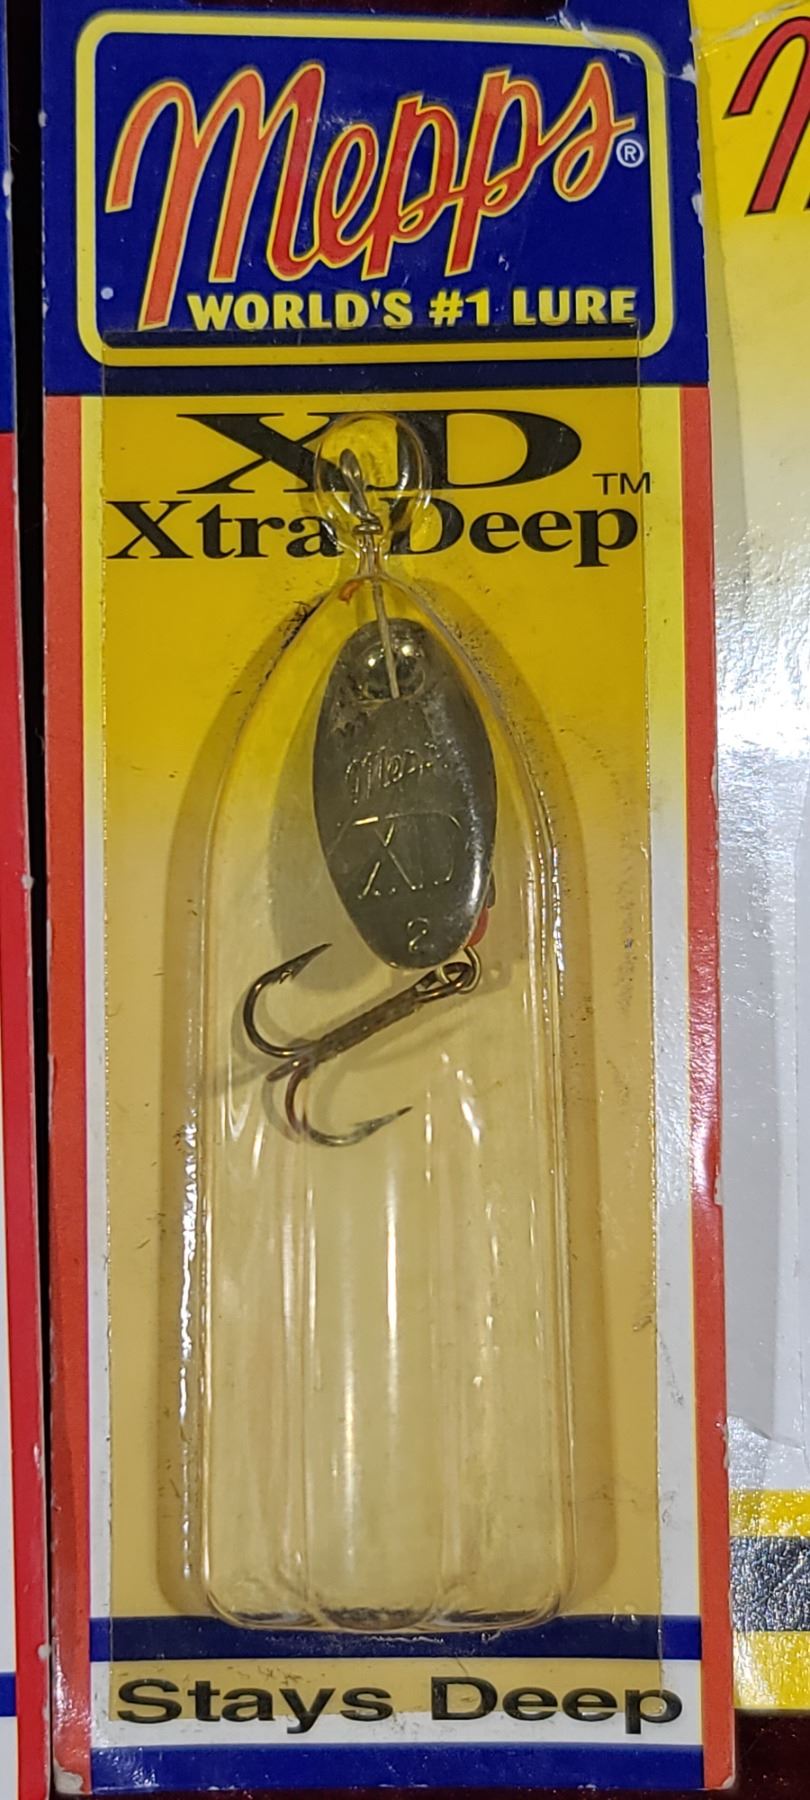 Mepps®
WORLD'S #1 LURE
XD™
Xtra Deep
Mepps
XD
2
Stays Deep